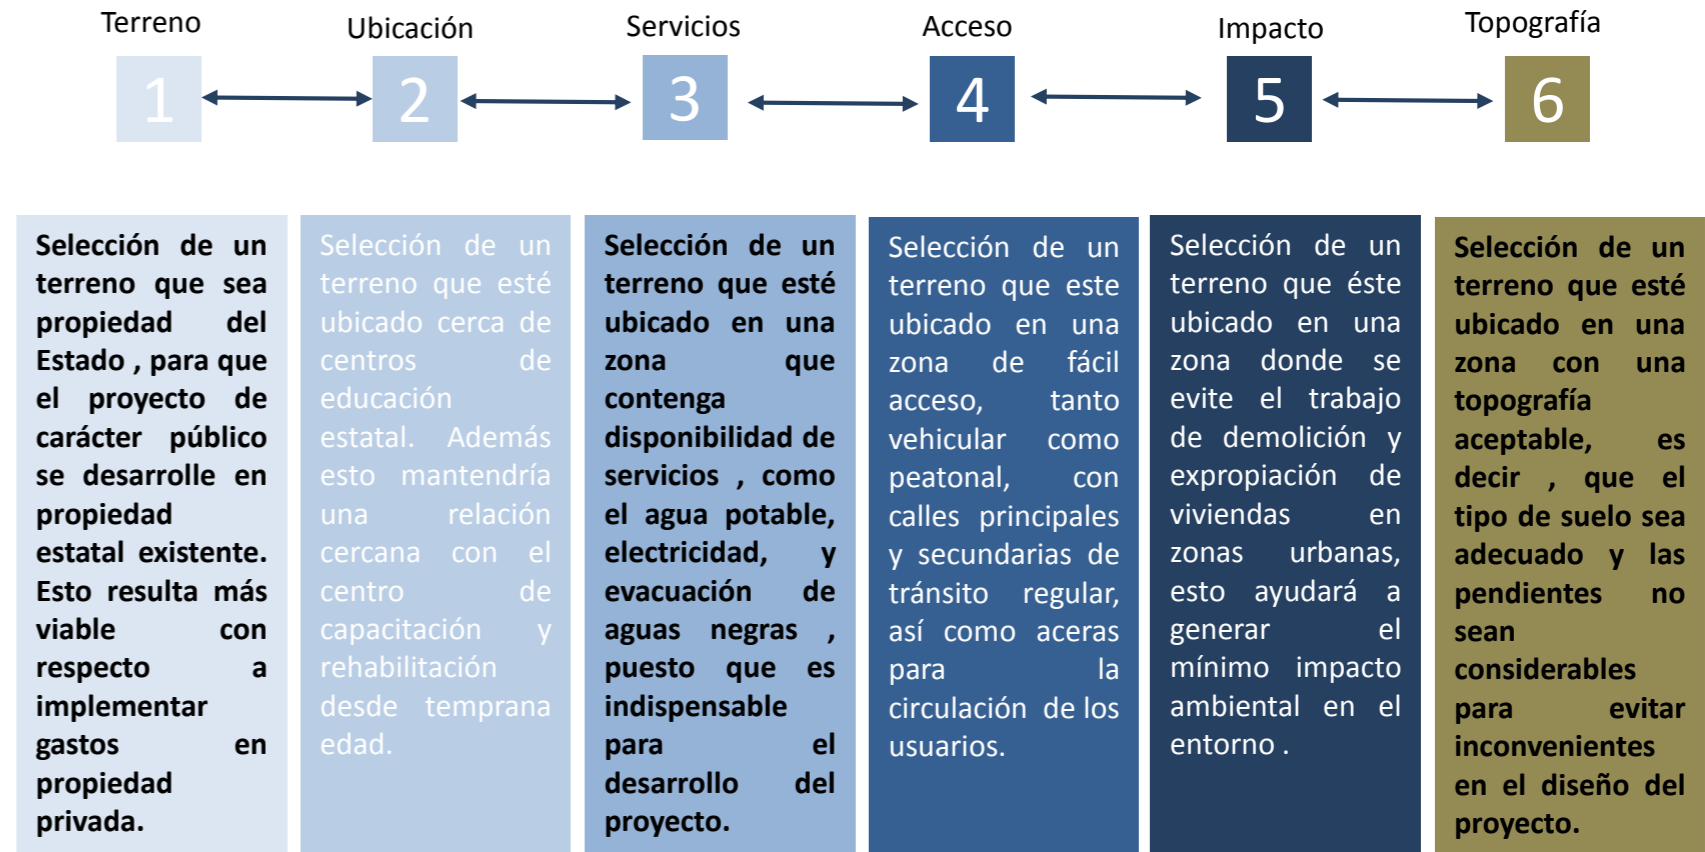 Terreno
Ubicación
Servicios
Acceso
Impacto
Topografía
1
2
3
4
5
6
Selección de un
terreno que sea
propiedad del
Estado , para que
el proyecto de
carácter público
se desarrolle en
propiedad
estatal existente.
Esto resulta más
viable con
respecto a
implementar
gastos en
propiedad
privada.
Selección de un
terreno que esté
ubicado cerca de
centros de
educación
estatal. Además
esto mantendría
una relación
cercana con el
centro de
capacitación y
rehabilitación
desde temprana
edad.
Selección de un
terreno que esté
ubicado en una
zona que
contenga
disponibilidad de
servicios , como
el agua potable,
electricidad, y
evacuación de
aguas negras ,
puesto que es
indispensable
para el
desarrollo del
proyecto.
Selección de un
terreno que este
ubicado en una
zona de fácil
acceso, tanto
vehicular como
peatonal, con
calles principales
y secundarias de
tránsito regular,
así como aceras
para la
circulación de los
usuarios.
Selección de un
terreno que éste
ubicado en una
zona donde se
evite el trabajo
de demolición y
expropiación de
viviendas en
zonas urbanas,
esto ayudará a
generar el
mínimo impacto
ambiental en el
entorno .
Selección de un
terreno que esté
ubicado en una
zona con una
topografía
aceptable, es
decir , que el
tipo de suelo sea
adecuado y las
pendientes no
sean
considerables
para evitar
inconvenientes
en el diseño del
proyecto.